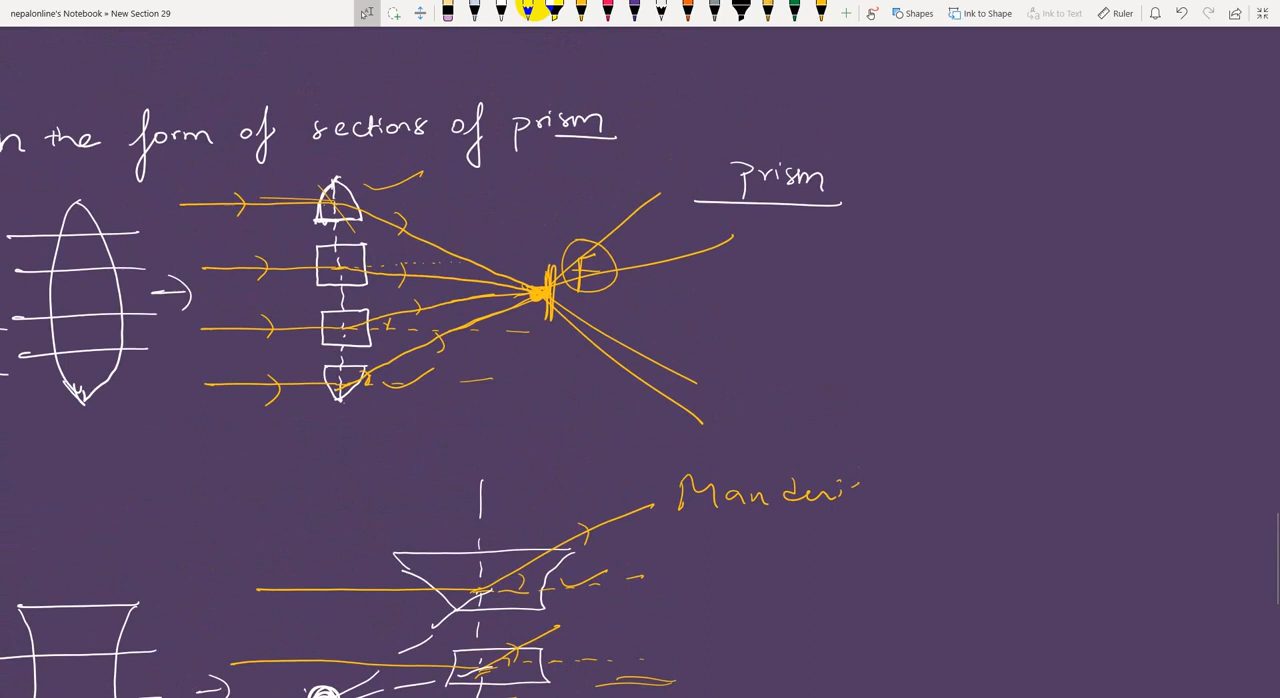 nepalonline's Notebook » New Section 29
Shapes Ink to Shape Ink to Text Ruler
n the form of sections of prism
Prism
F